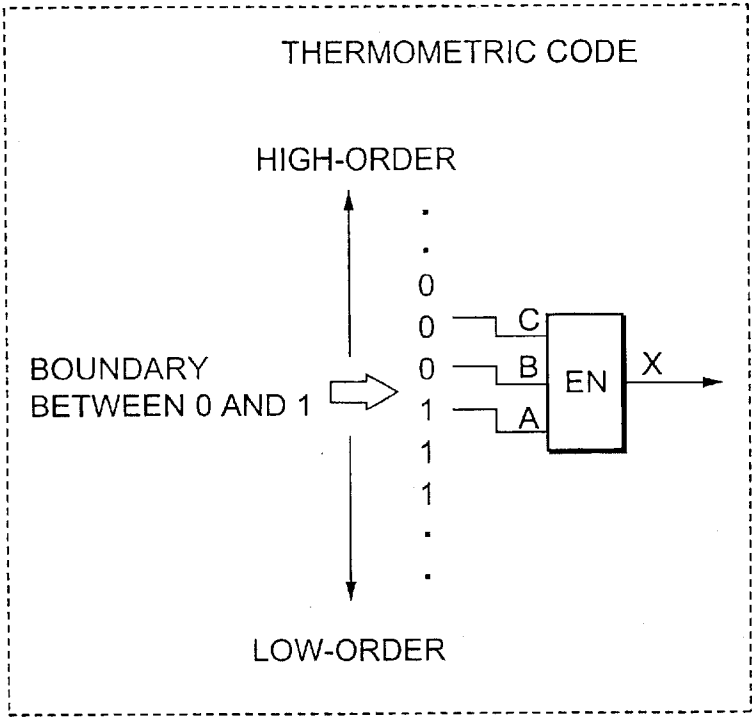 THERMOMETRIC CODE
HIGH-ORDER
.
.
0
0
0
1
1
1
.
.
BOUNDARY
BETWEEN 0 AND 1
C
B
A
EN
X
LOW-ORDER